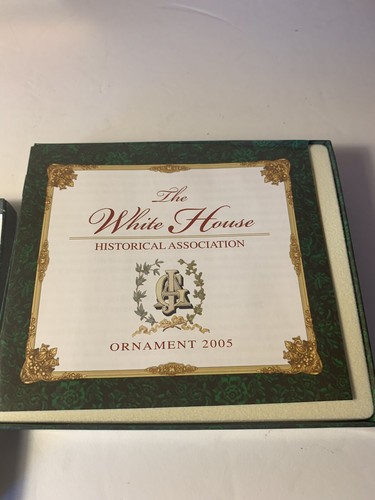 The
White House
HISTORICAL ASSOCIATION
ORNAMENT 2005